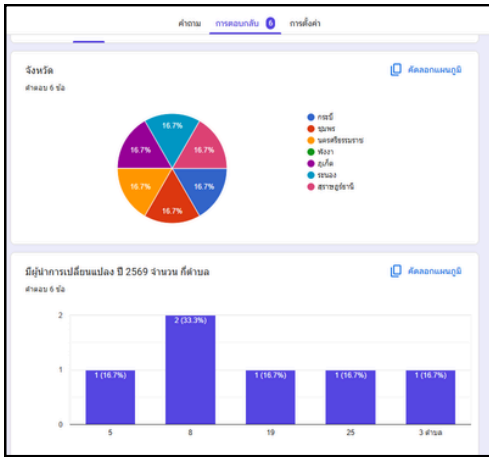 คำถาม การตอบกลับ 6 การตั้งค่า
จังหวัด
คัดลอกแผนภูมิ
คำตอบ 6 ข้อ
16.7%
16.7%
16.7%
16.7%
16.7%
16.7%
กระบี่
ชุมพร
นครศรีธรรมราช
พังงา
ภูเก็ต
ระนอง
สุราษฎร์ธานี
มีผู้นำการเปลี่ยนแปลง ปี 2569 จำนวน กี่ตำบล
คัดลอกแผนภูมิ
คำตอบ 6 ข้อ
2
1
0
1 (16.7%)
2 (33.3%)
1 (16.7%)
1 (16.7%)
1 (16.7%)
5
8
19
25
3 ตำบล